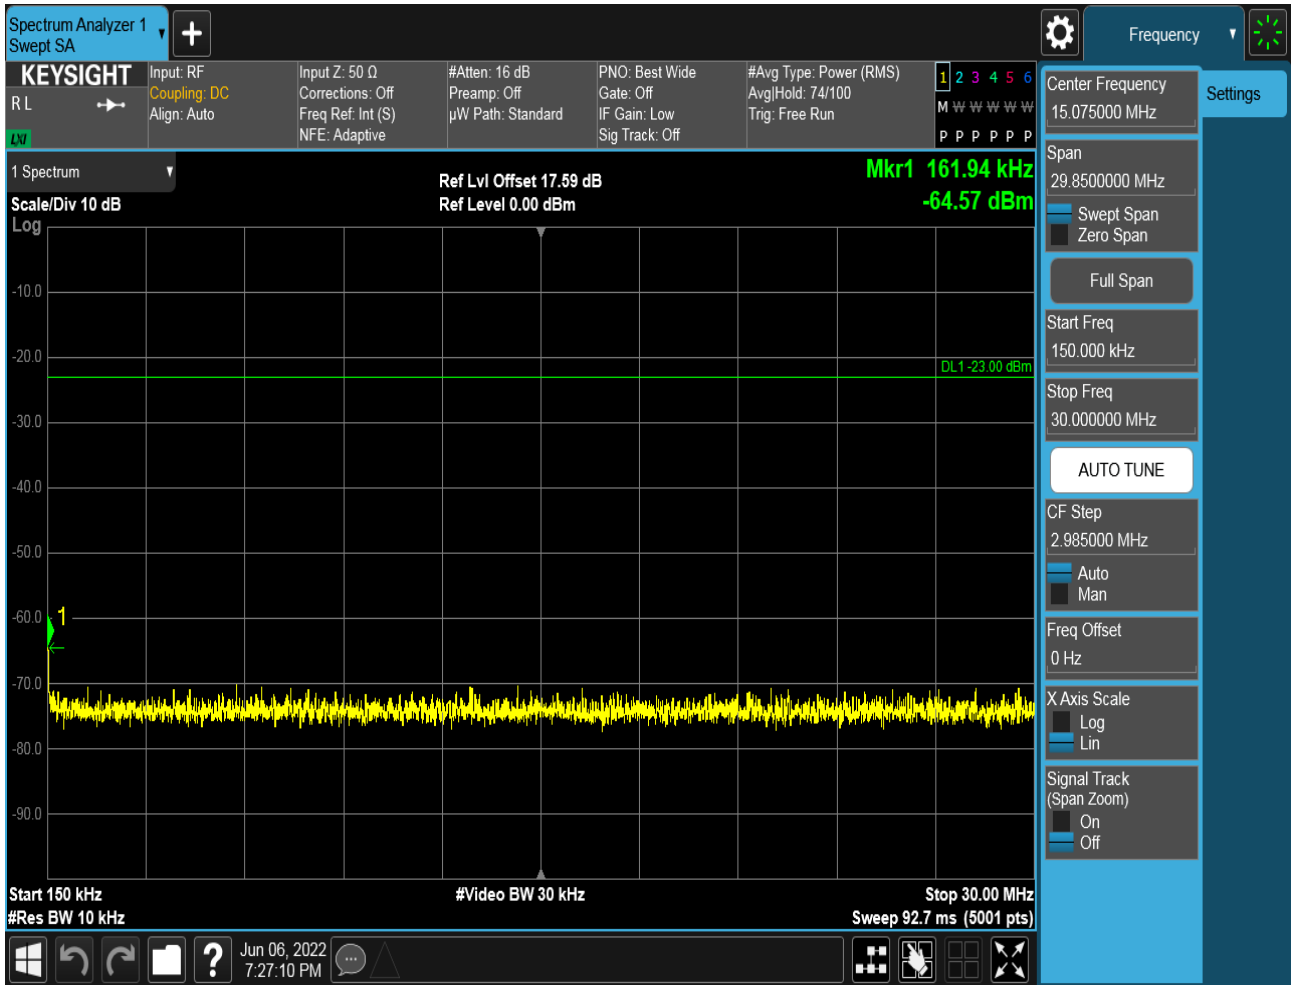 Spectrum Analyzer 1
Swept SA
Frequency
KEYSIGHT
R L
LXI
Input: RF
Coupling: DC
Align: Auto
Input Z: 50 Ω
Corrections: Off
Freq Ref: Int (S)
NFE: Adaptive
#Atten: 16 dB
Preamp: Off
µW Path: Standard
PNO: Best Wide
Gate: Off
IF Gain: Low
Sig Track: Off
#Avg Type: Power (RMS)
Avg|Hold: 74/100
Trig: Free Run
1 2 3 4 5 6
M W W W W W
P P P P P P
1 Spectrum
Scale/Div 10 dB
Log
Ref Lvl Offset 17.59 dB
Ref Level 0.00 dBm
Mkr1 161.94 kHz
-64.57 dBm
-10.0
-20.0
DL1 -23.00 dBm
-30.0
-40.0
-50.0
-60.0
1
-70.0
-80.0
-90.0
Start 150 kHz
#Video BW 30 kHz
Stop 30.00 MHz
#Res BW 10 kHz
Sweep 92.7 ms (5001 pts)
Center Frequency
15.075000 MHz
Span
29.8500000 MHz
Swept Span
Zero Span
Full Span
Start Freq
150.000 kHz
Stop Freq
30.000000 MHz
AUTO TUNE
CF Step
2.985000 MHz
Auto
Man
Freq Offset
0 Hz
X Axis Scale
Log
Lin
Signal Track
(Span Zoom)
On
Off
Settings
?
Jun 06, 2022
7:27:10 PM